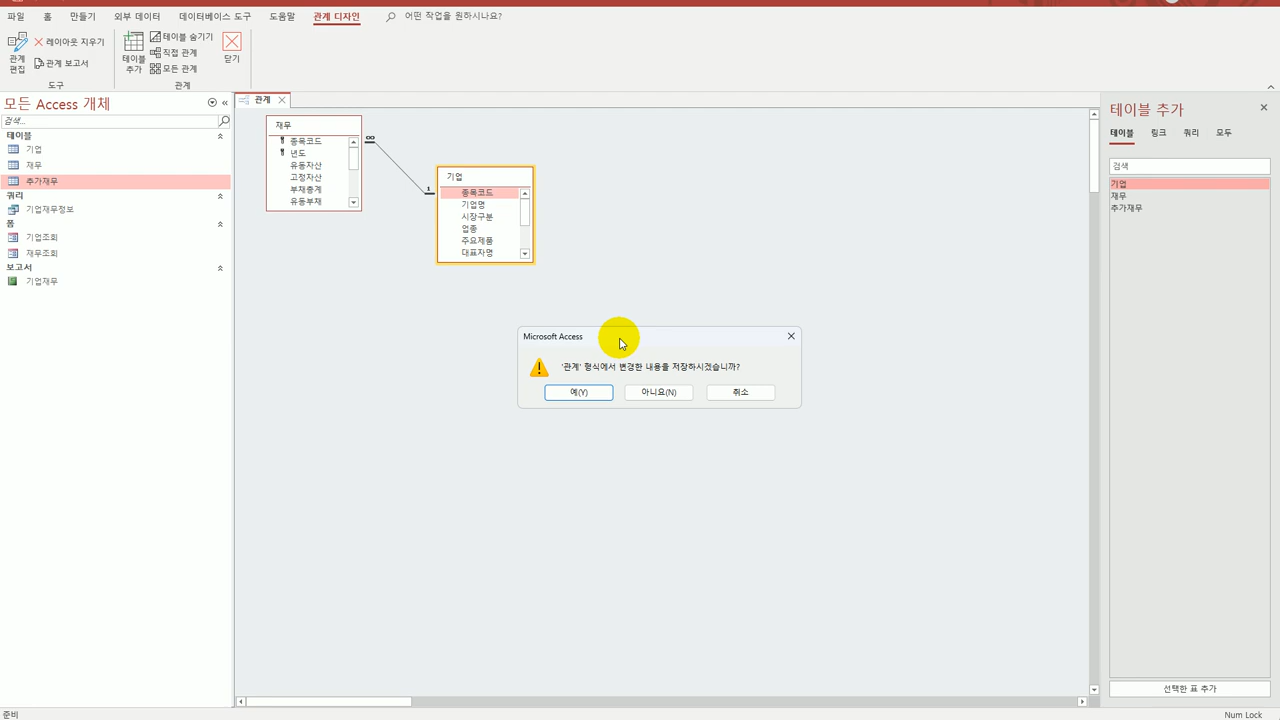 파일 홈 만들기 외부 데이터 데이터베이스 도구 도움말 관계 디자인 어떤 작업을 원하시나요?
관계 편집
레이아웃 지우기
관계 보고서
도구
테이블 추가
테이블 숨기기
직접 관계
모든 관계
닫기
관계
모든 Access 개체
검색...
테이블
기업
재무
추가재무
쿼리
기업재무정보
폼
기업조회
재무조회
보고서
기업재무
관계
재무
종목코드
년도
유동자산
고정자산
부채총계
유동부채
∞
1
기업
종목코드
기업명
시장구분
업종
주요제품
대표자명
Microsoft Access
'관계' 형식에서 변경한 내용을 저장하시겠습니까?
예(Y) 아니요(N) 취소
테이블 추가
테이블 링크 쿼리 모두
검색
기업
재무
추가재무
선택한 표 추가
준비
Num Lock